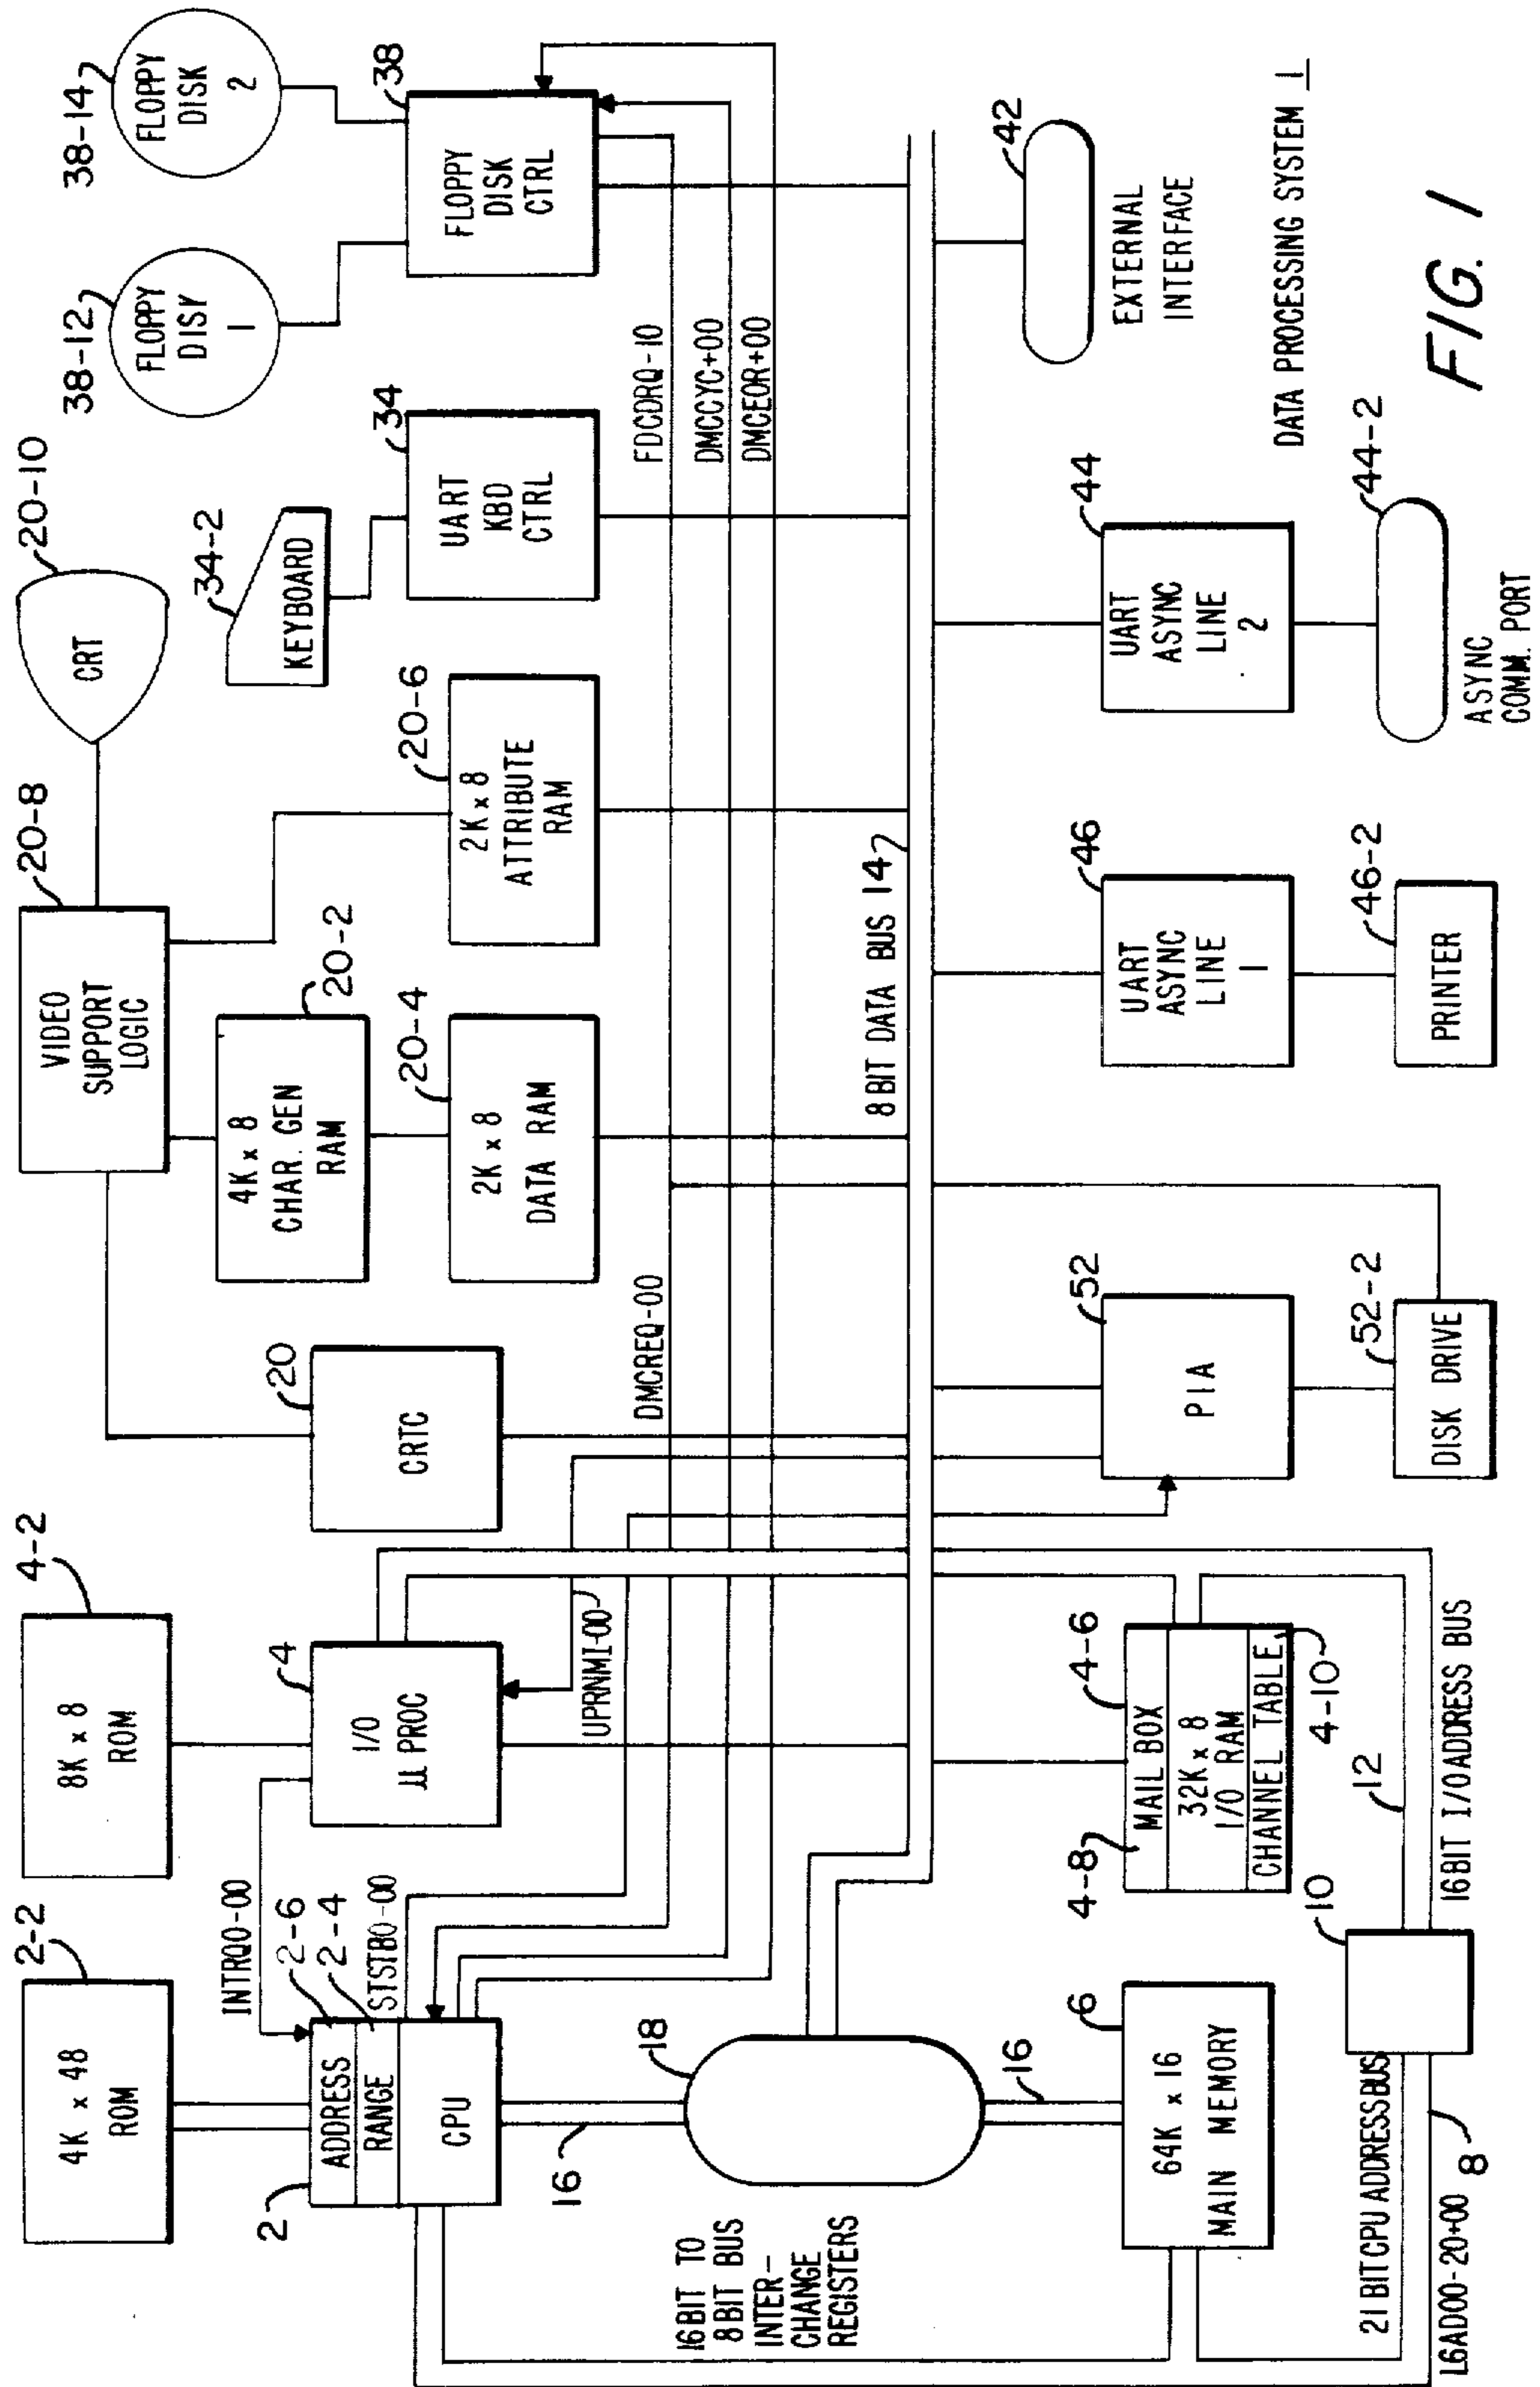 2-2
4K x 48
ROM
4-2
8K x 8
ROM
20-8
VIDEO
SUPPORT
LOGIC
20-10
CRT
38-12
FLOPPY
DISY
1
38-14
FLOPPY
DISK
2
INTRQ0-00
2
ADDRESS
2-6
RANGE
2-4
CPU
STSTB0-00
4
I/O
μ PROC
UPRNMI-00
20
CRTC
4K x 8
CHAR. GEN
RAM
20-2
20-4
2K x 8
DATA RAM
20-6
2K x 8
ATTRIBUTE
RAM
34-2
KEYBOARD
34
UART
KBD
CTRL
38
FLOPPY
DISK
CTRL
DMCREQ-00
FDCDRQ-10
DMCCYC+00
DMCEOR+00
16
18
16 BIT TO
8 BIT BUS
INTER-
CHANGE
REGISTERS
8 BIT DATA BUS 14
16
6
64K x 16
MAIN MEMORY
4-8
MAIL BOX
4-6
32K x 8
I/O RAM
CHANNEL TABLE
4-10
52
PIA
52-2
DISK DRIVE
46
UART
ASYNC
LINE
1
46-2
PRINTER
44
UART
ASYNC
LINE
2
44-2
ASYNC
COMM. PORT
42
EXTERNAL
INTERFACE
21 BIT CPU ADDRESS BUS
L6AD00-20+00
8
10
12
16 BIT I/O ADDRESS BUS
DATA PROCESSING SYSTEM 1
FIG. 1